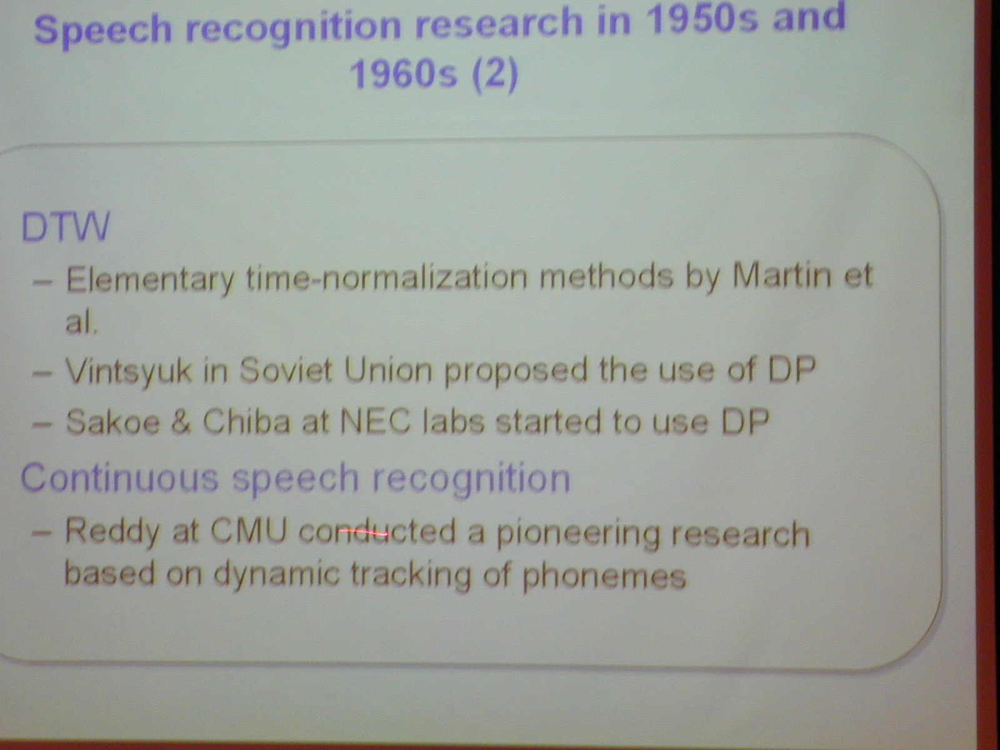 Speech recognition research in 1950s and
1960s (2)
DTW
– Elementary time-normalization methods by Martin et
al.
– Vintsyuk in Soviet Union proposed the use of DP
– Sakoe & Chiba at NEC labs started to use DP
Continuous speech recognition
– Reddy at CMU conducted a pioneering research
based on dynamic tracking of phonemes